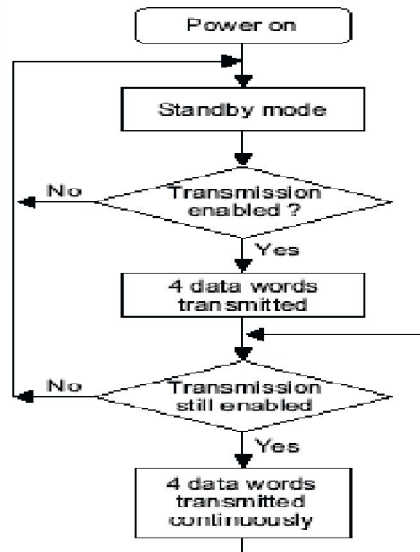 Power on
Standby mode
No
Transmission
enabled ?
Yes
4 data words
transmitted
No
Transmission
still enabled
Yes
4 data words
transmitted
continuously